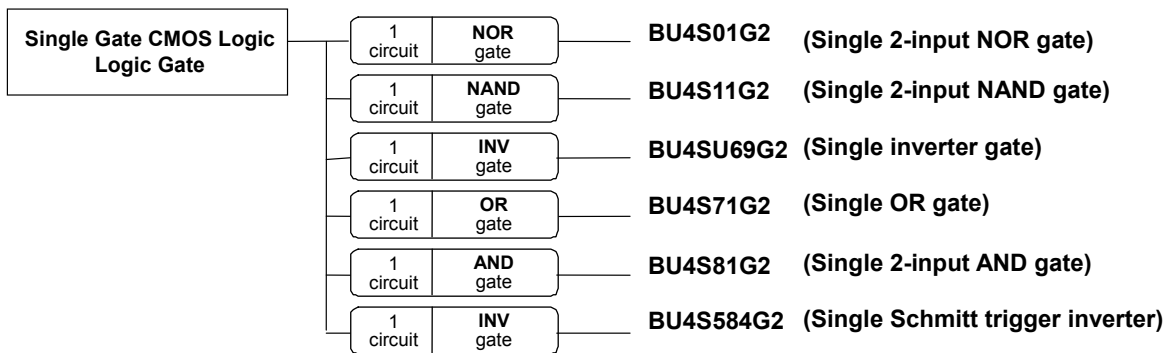 Single Gate CMOS Logic
Logic Gate
1
circuit
NOR
gate
BU4S01G2 (Single 2-input NOR gate)
1
circuit
NAND
gate
BU4S11G2 (Single 2-input NAND gate)
1
circuit
INV
gate
BU4SU69G2 (Single inverter gate)
1
circuit
OR
gate
BU4S71G2 (Single OR gate)
1
circuit
AND
gate
BU4S81G2 (Single 2-input AND gate)
1
circuit
INV
gate
BU4S584G2 (Single Schmitt trigger inverter)